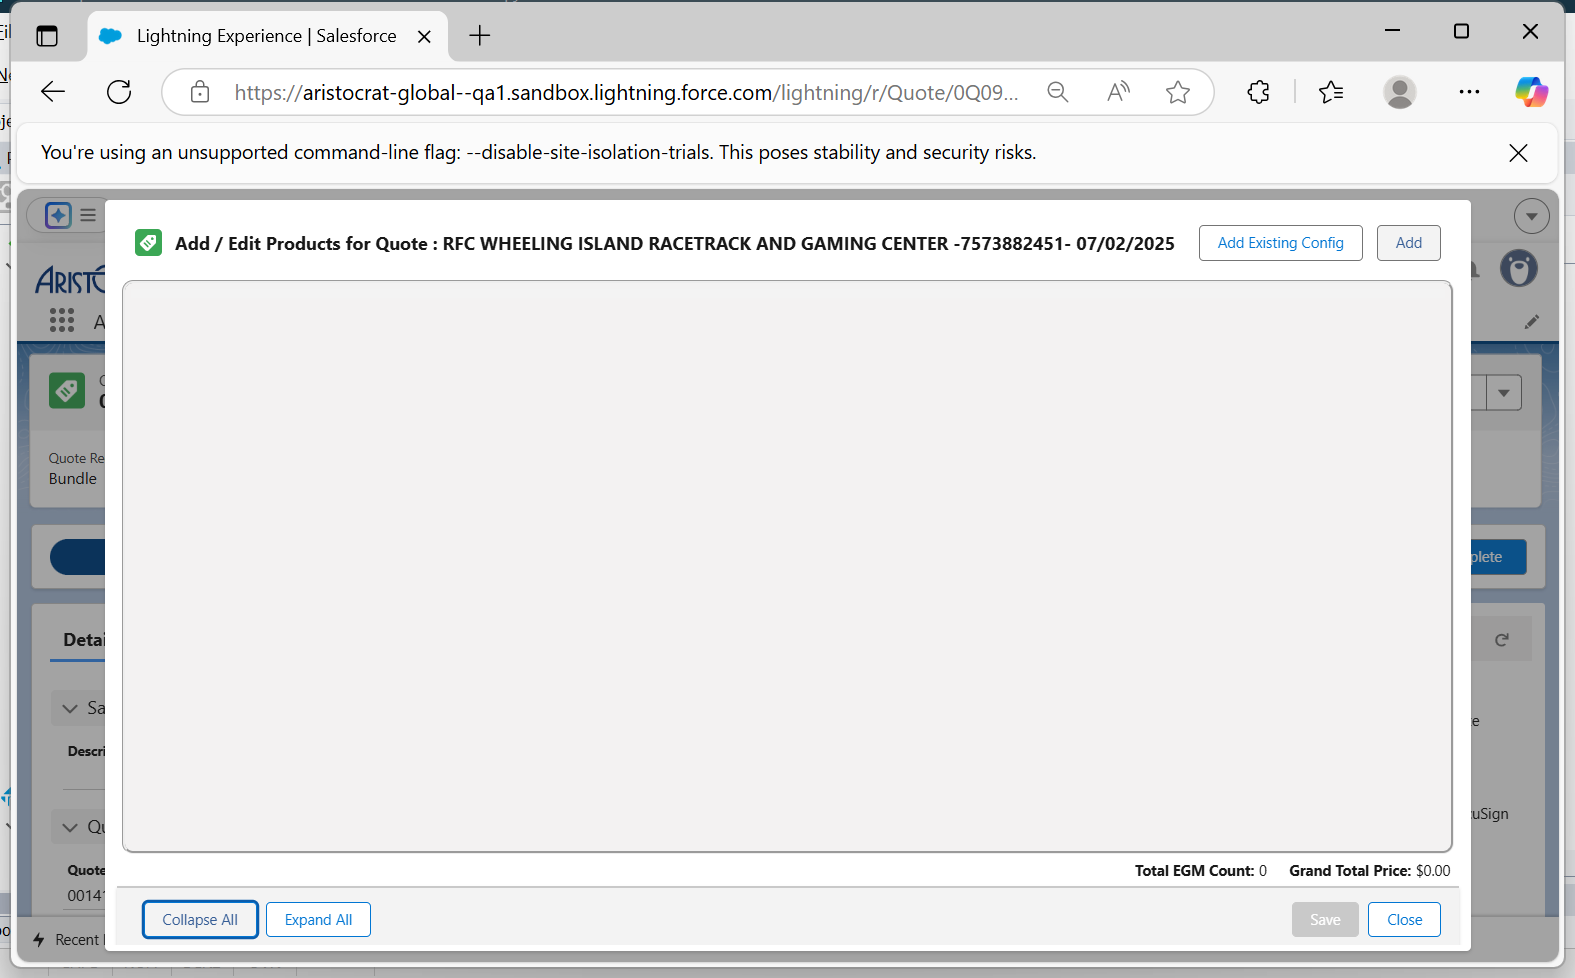 Lightning Experience | Salesforce
https://aristocrat-global--qa1.sandbox.lightning.force.com/lightning/r/Quote/0Q09...
You're using an unsupported command-line flag: --disable-site-isolation-trials. This poses stability and security risks.
Add / Edit Products for Quote : RFC WHEELING ISLAND RACETRACK AND GAMING CENTER -7573882451- 07/02/2025
Add Existing Config
Add
Quote Re
Bundle
plete
Detai
Sa
Descri
Qu
uSign
Quote
0014
Total EGM Count: 0
Grand Total Price: $0.00
Collapse All
Expand All
Save
Close
Recent